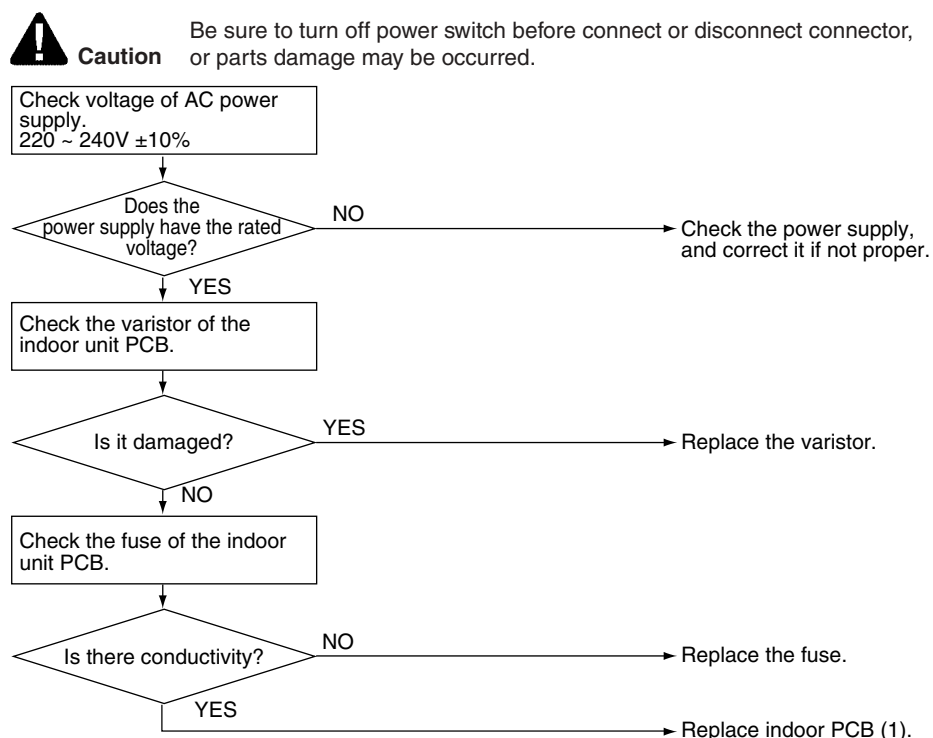 Be sure to turn off power switch before connect or disconnect connector,
Caution or parts damage may be occurred.
Check voltage of AC power
supply.
220 ~ 240V ±10%
Does the
power supply have the rated
voltage?
NO
Check the power supply,
and correct it if not proper.
YES
Check the varistor of the
indoor unit PCB.
Is it damaged?
YES
Replace the varistor.
NO
Check the fuse of the indoor
unit PCB.
Is there conductivity?
NO
Replace the fuse.
YES
Replace indoor PCB (1).